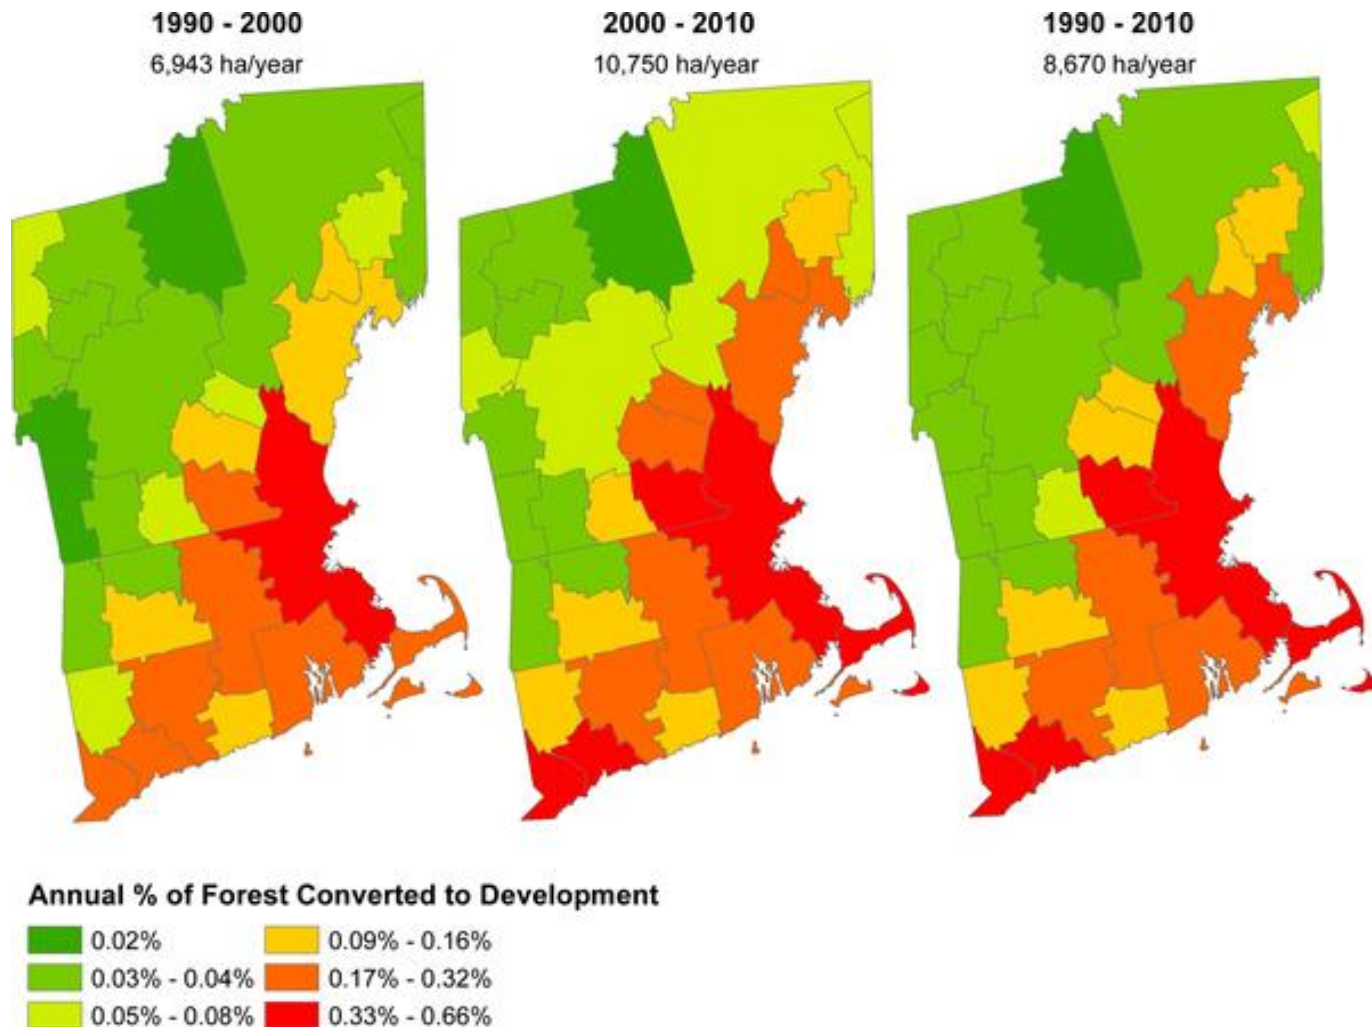 1990 - 2000
6,943 ha/year
2000 - 2010
10,750 ha/year
1990 - 2010
8,670 ha/year
Annual % of Forest Converted to Development
0.02%
0.03% - 0.04%
0.05% - 0.08%
0.09% - 0.16%
0.17% - 0.32%
0.33% - 0.66%